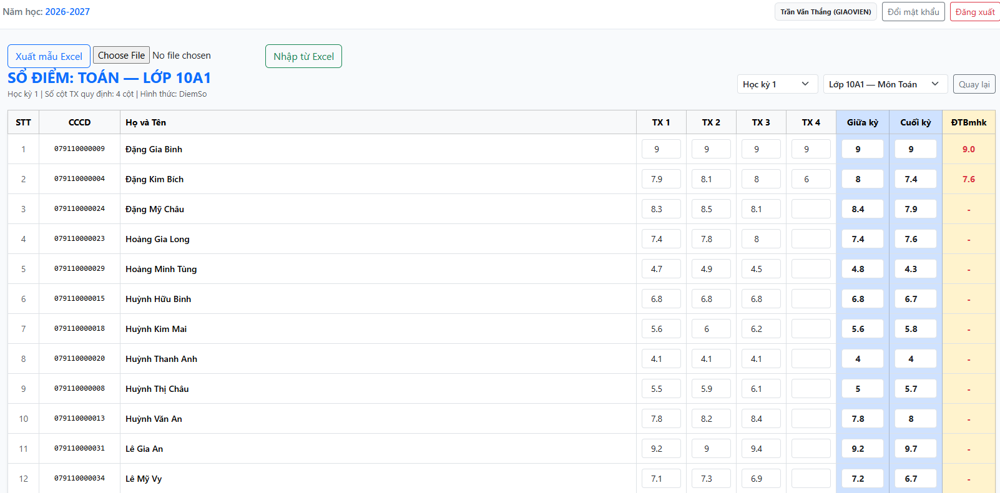 Năm học: 2026-2027
Trần Văn Thắng (GIAOVIEN) Đổi mật khẩu Đăng xuất
Xuất mẫu Excel Choose File No file chosen Nhập từ Excel
SỔ ĐIỂM: TOÁN — LỚP 10A1
Học kỳ 1 | Số cột TX quy định: 4 cột | Hình thức: DiemSo
Học kỳ 1 Lớp 10A1 — Môn Toán Quay lại
STT CCCD Họ và Tên TX 1 TX 2 TX 3 TX 4 Giữa kỳ Cuối kỳ ĐTBmhk
1 079110000009 Đặng Gia Bình 9 9 9 9 9 9 9.0
2 079110000004 Đặng Kim Bích 7.9 8.1 8 6 8 7.4 7.6
3 079110000024 Đặng Mỹ Châu 8.3 8.5 8.1 8.4 7.9 -
4 079110000023 Hoàng Gia Long 7.4 7.8 8 7.4 7.6 -
5 079110000029 Hoàng Minh Tùng 4.7 4.9 4.5 4.8 4.3 -
6 079110000015 Huỳnh Hữu Bình 6.8 6.8 6.8 6.8 6.7 -
7 079110000018 Huỳnh Kim Mai 5.6 6 6.2 5.6 5.8 -
8 079110000020 Huỳnh Thanh Anh 4.1 4.1 4.1 4 4 -
9 079110000008 Huỳnh Thị Châu 5.5 5.9 6.1 5 5.7 -
10 079110000013 Huỳnh Văn An 7.8 8.2 8.4 7.8 8 -
11 079110000031 Lê Gia An 9.2 9 9.4 9.2 9.7 -
12 079110000034 Lê Mỹ Vy 7.1 7.3 6.9 7.2 6.7 -